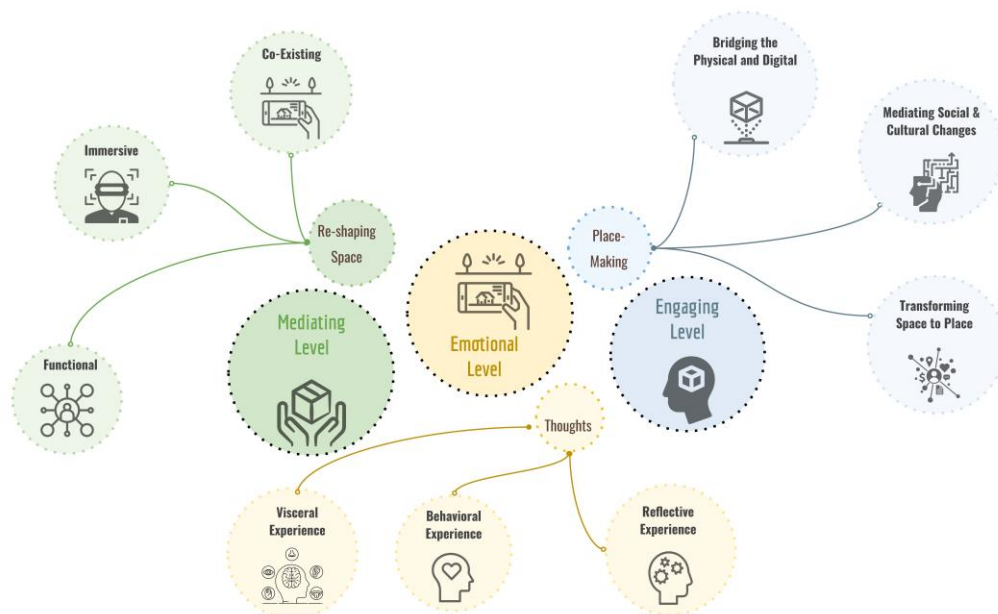 Co-Existing
Immersive
Re-shaping
Space
Functional
Mediating
Level
Emotional
Level
Engaging
Level
Place-
Making
Bridging the
Physical and Digital
Mediating Social &
Cultural Changes
Transforming
Space to Place
Thoughts
Visceral
Experience
Behavioral
Experience
Reflective
Experience